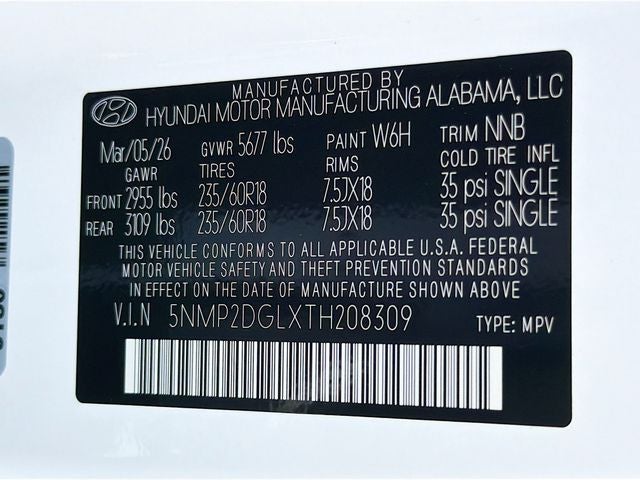 MANUFACTURED BY
HYUNDAI MOTOR MANUFACTURING ALABAMA, LLC
Mar/05/26 GVWR 5677 lbs PAINT W6H TRIM NNB
GAWR TIRES RIMS COLD TIRE INFL
FRONT 2955 lbs 235/60R18 7.5JX18 35 psi SINGLE
REAR 3109 lbs 235/60R18 7.5JX18 35 psi SINGLE
THIS VEHICLE CONFORMS TO ALL APPLICABLE U.S.A. FEDERAL
MOTOR VEHICLE SAFETY AND THEFT PREVENTION STANDARDS
IN EFFECT ON THE DATE OF MANUFACTURE SHOWN ABOVE
V.I.N 5NMP2DGLXTH208309 TYPE: MPV